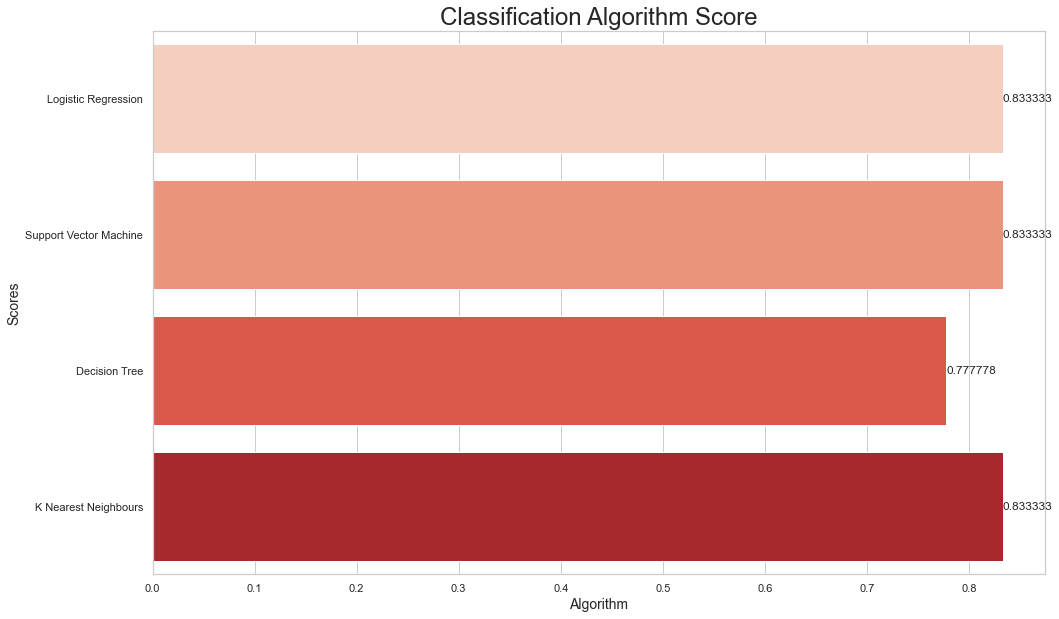 Classification Algorithm Score
Logistic Regression
0.833333
Support Vector Machine
0.833333
Scores
Decision Tree
0.777778
K Nearest Neighbours
0.833333
0.0 0.1 0.2 0.3 0.4 0.5 0.6 0.7 0.8
Algorithm